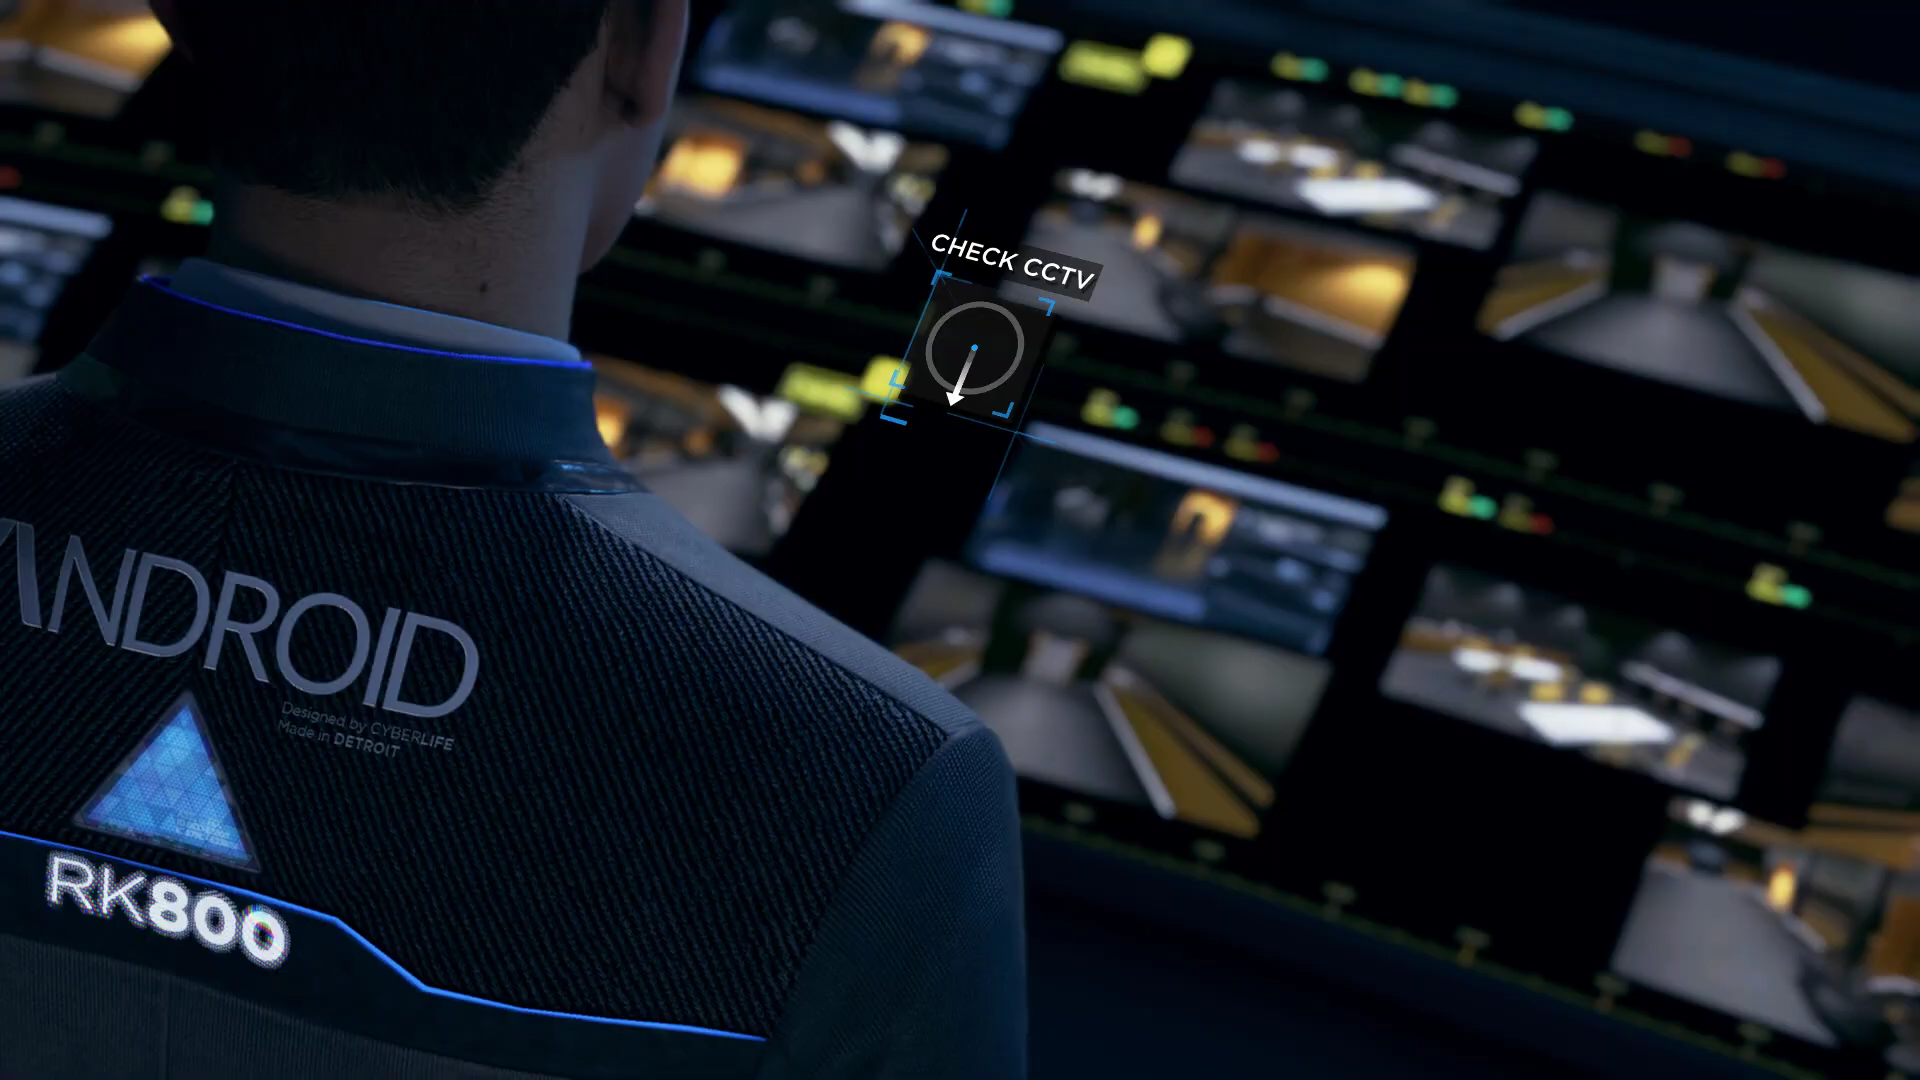 CHECK CCTV
ANDROID
Designed by CYBERLIFE
Made in DETROIT
RK800